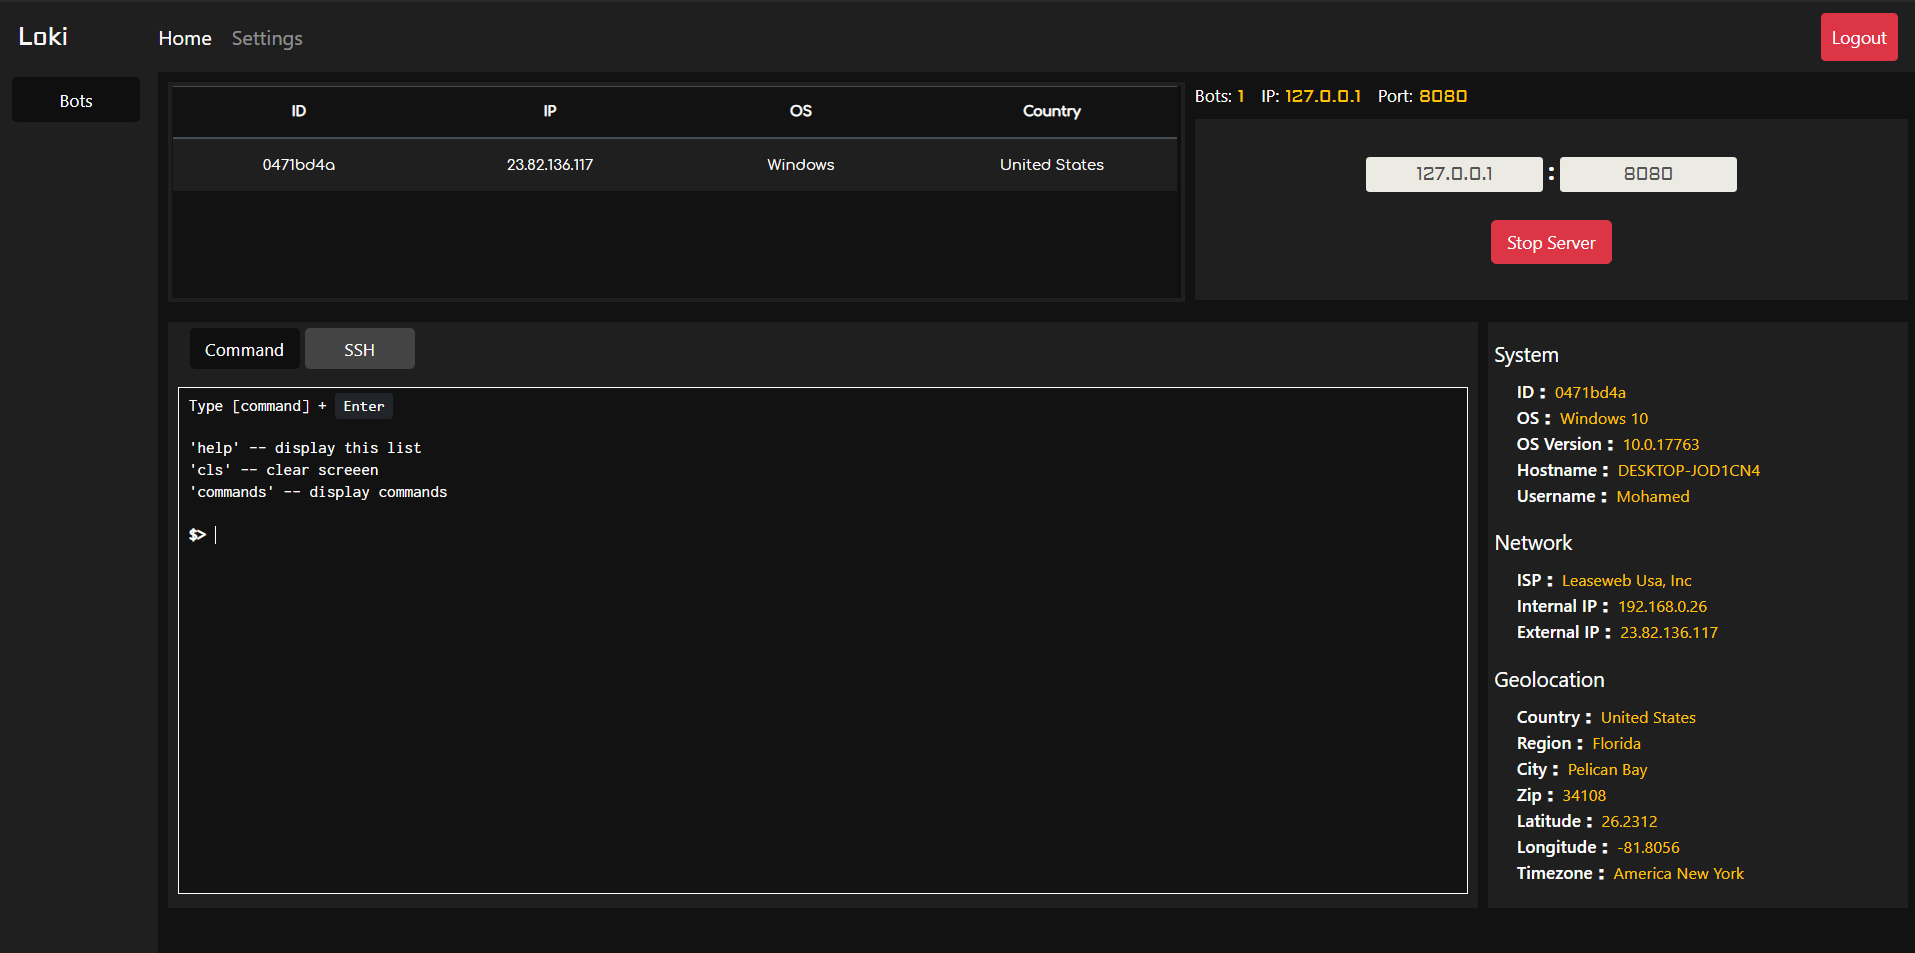 Loki Home Settings Logout
Bots
ID IP OS Country
0471bd4a 23.82.136.117 Windows United States
Bots: 1 IP: 127.0.0.1 Port: 8080
127.0.0.1 : 8080
Stop Server
Command SSH
Type [command] + Enter
'help' -- display this list
'cls' -- clear screeen
'commands' -- display commands
$>
System
ID : 0471bd4a
OS : Windows 10
OS Version : 10.0.17763
Hostname : DESKTOP-JOD1CN4
Username : Mohamed
Network
ISP : Leaseweb Usa, Inc
Internal IP : 192.168.0.26
External IP : 23.82.136.117
Geolocation
Country : United States
Region : Florida
City : Pelican Bay
Zip : 34108
Latitude : 26.2312
Longitude : -81.8056
Timezone : America New York